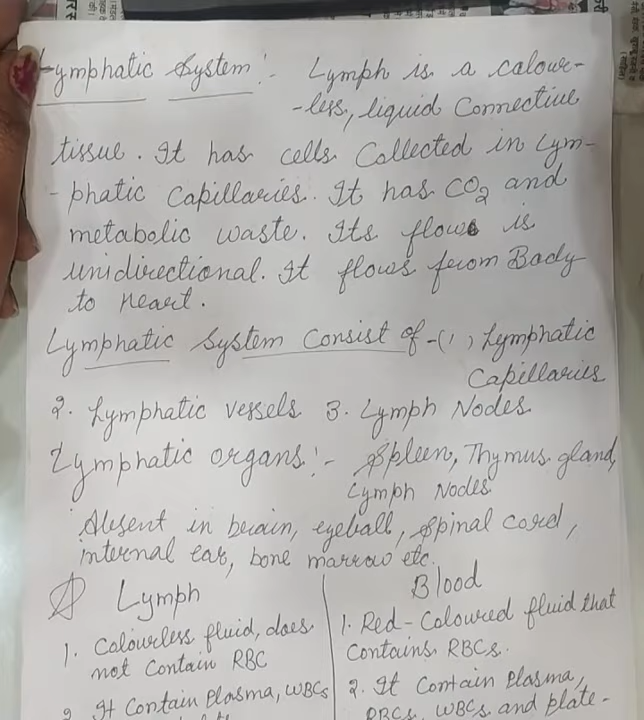 Lymphatic System :- Lymph is a colour-
-less, liquid Connective
tissue. It has cells Collected in Lym-
-phatic Capillaries. It has CO2 and
metabolic waste. Its flow is
unidirectional. It flows from Body
to Heart.
Lymphatic System Consist of -(1) Lymphatic
Capillaries
2. Lymphatic vessels 3. Lymph Nodes
Lymphatic organs :- Spleen, Thymus gland,
Lymph Nodes
Absent in brain, eyeball, spinal cord,
internal ear, bone marrow etc.
Lymph
Blood
1. Colourless fluid, does
not Contain RBC
1. Red-Coloured fluid that
Contains RBCs.
2. It Contain Plasma, WBCs
2. It Contain Plasma,
RBCs, WBCs and plate-